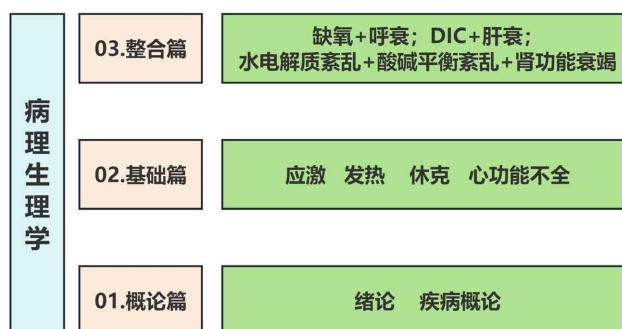 病理生理学
03.整合篇
缺氧+呼衰；DIC+肝衰；
水电解质紊乱+酸碱平衡紊乱+肾功能衰竭
02.基础篇
应激 发热 休克 心功能不全
01.概论篇
绪论 疾病概论